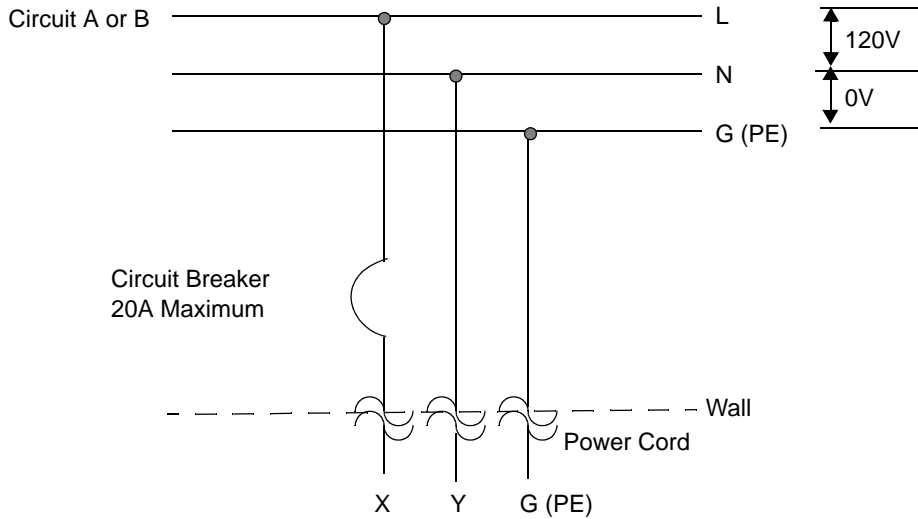 Circuit A or B
L
120V
N
0V
G (PE)
Circuit Breaker
20A Maximum
Wall
Power Cord
X
Y
G (PE)